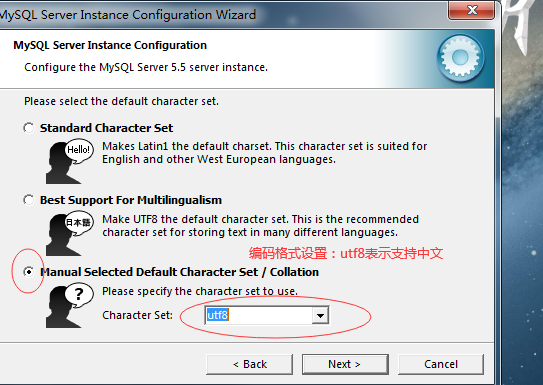 MySQL Server Instance Configuration Wizard
MySQL Server Instance Configuration
Configure the MySQL Server 5.5 server instance.
Please select the default character set.
Standard Character Set
Hello!
Makes Latin1 the default charset. This character set is suited for
English and other West European languages.
Best Support For Multilingualism
日本語
Make UTF8 the default character set. This is the recommended
character set for storing text in many different languages.
编码格式设置：utf8表示支持中文
Manual Selected Default Character Set / Collation
?
Please specify the character set to use.
Character Set: utf8
< Back
Next >
Cancel